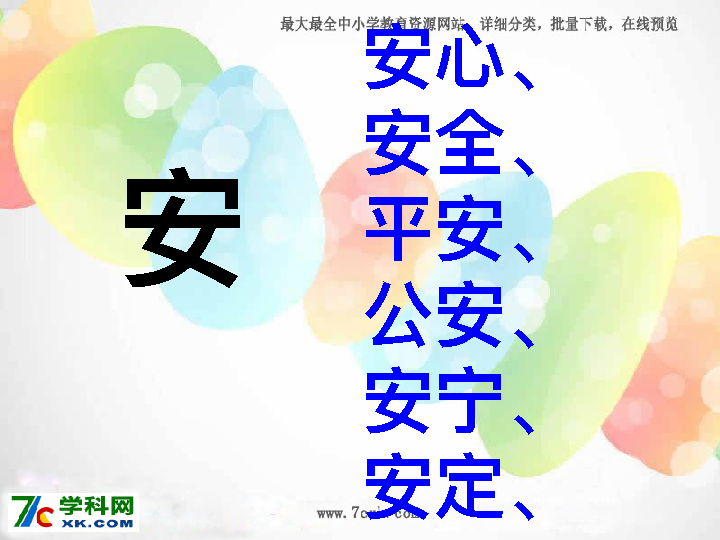 最大最全中小学教育资源网站，详细分类，批量下载，在线预览
安
安心、
安全、
平安、
公安、
安宁、
安定、
学科网
XK.COM